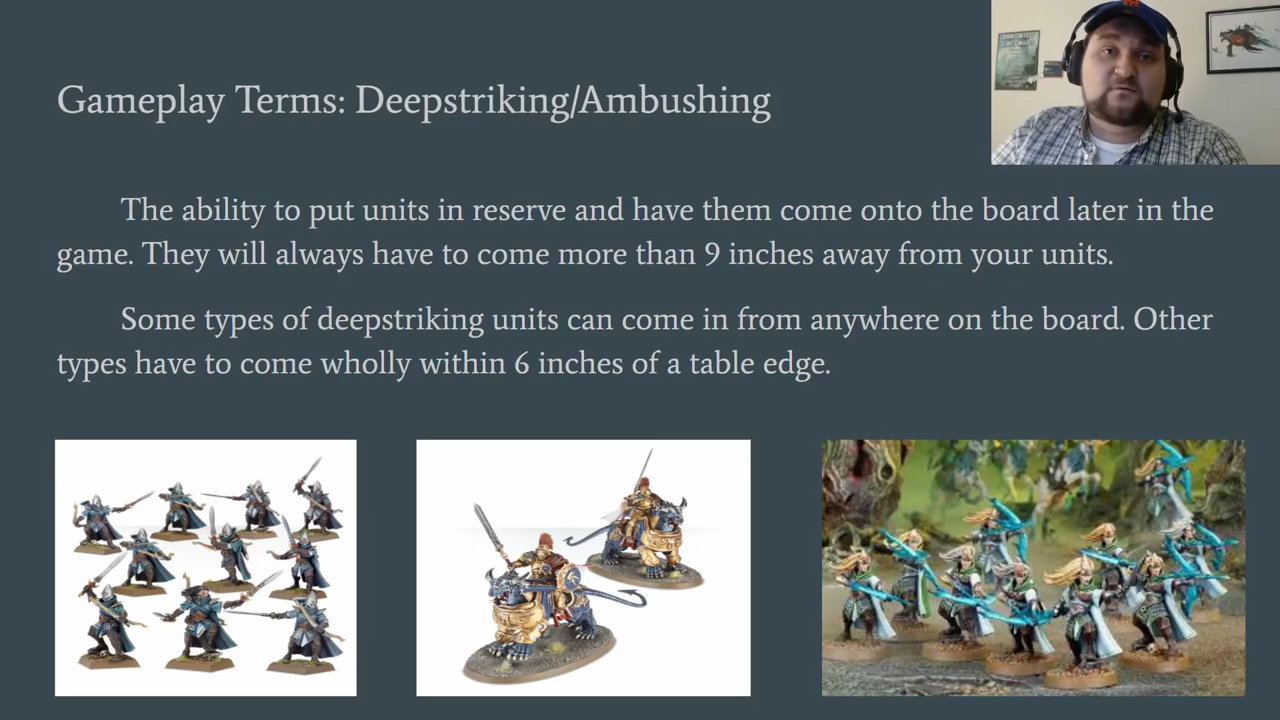 Gameplay Terms: Deepstriking/Ambushing
The ability to put units in reserve and have them come onto the board later in the
game. They will always have to come more than 9 inches away from your units.
Some types of deepstriking units can come in from anywhere on the board. Other
types have to come wholly within 6 inches of a table edge.